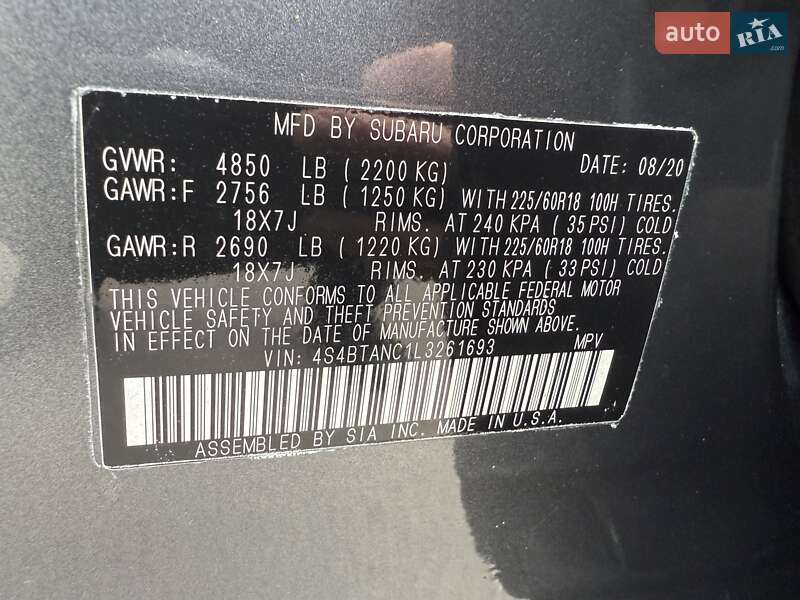 auto RIA
MFD BY SUBARU CORPORATION
GVWR: 4850 LB ( 2200 KG) DATE: 08/20
GAWR:F 2756 LB ( 1250 KG) WITH 225/60R18 100H TIRES.
18X7J RIMS. AT 240 KPA ( 35 PSI) COLD
GAWR:R 2690 LB ( 1220 KG) WITH 225/60R18 100H TIRES.
18X7J RIMS. AT 230 KPA ( 33 PSI) COLD
THIS VEHICLE CONFORMS TO ALL APPLICABLE FEDERAL MOTOR
VEHICLE SAFETY AND THEFT PREVENTION STANDARDS
IN EFFECT ON THE DATE OF MANUFACTURE SHOWN ABOVE.
VIN: 4S4BTANC1L3261693 MPV
ASSEMBLED BY SIA INC. MADE IN U.S.A.